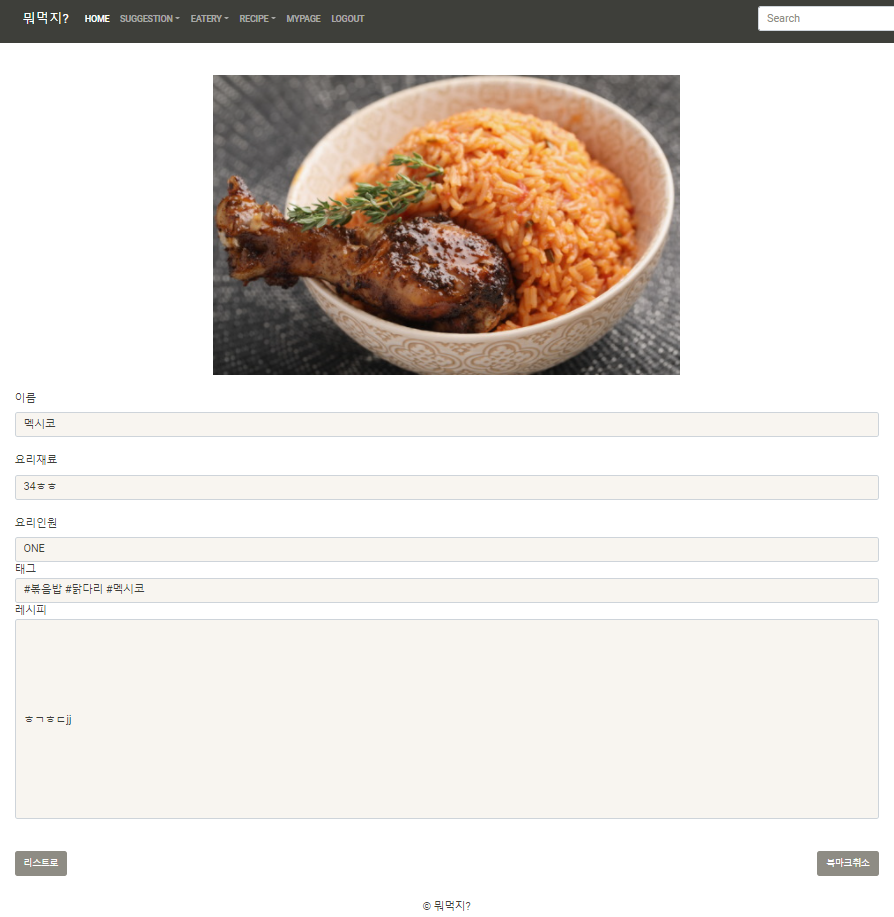 뭐먹지? HOME SUGGESTION EATERY RECIPE MYPAGE LOGOUT Search
이름
멕시코
요리재료
34ㅎㅎ
요리인원
ONE
태그
#볶음밥 #닭다리 #멕시코
레시피
ㅎㄱㅎㄷjj
리스트로 북마크취소
© 뭐먹지?